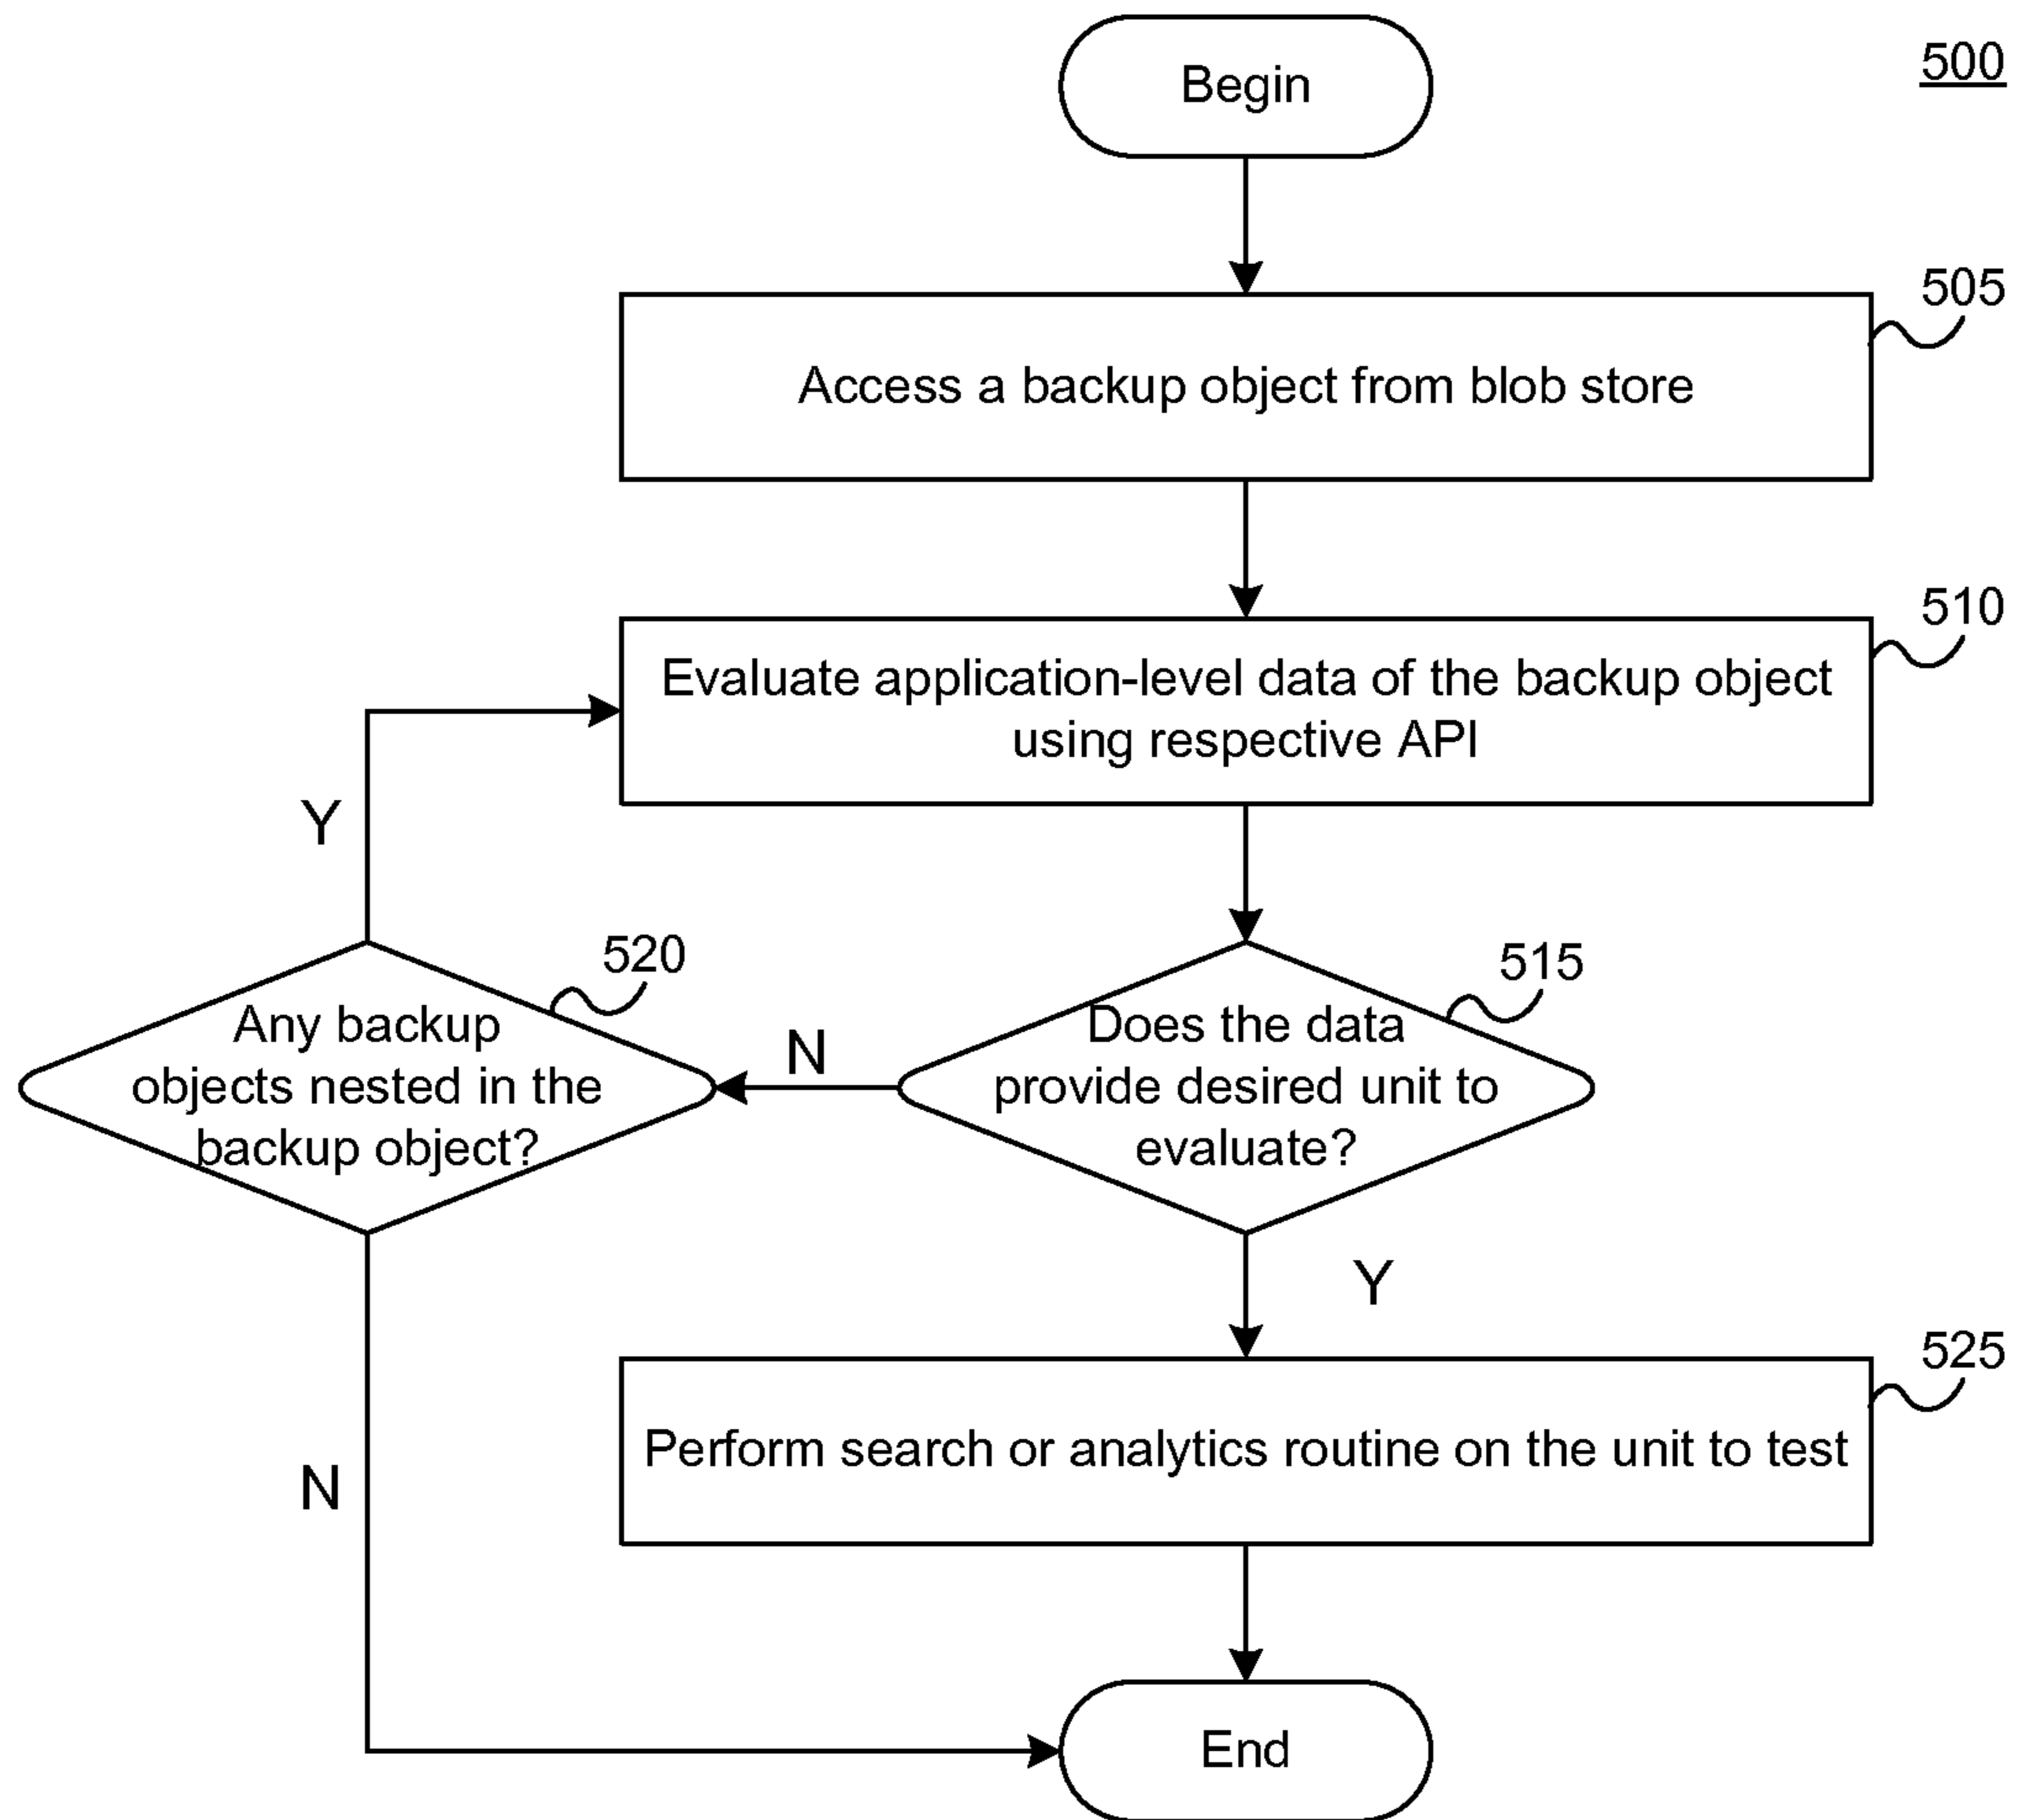 Begin
500
505
Access a backup object from blob store
510
Evaluate application-level data of the backup object
using respective API
Y
520
515
Any backup
objects nested in the
backup object?
N
Does the data
provide desired unit to
evaluate?
Y
525
Perform search or analytics routine on the unit to test
N
End